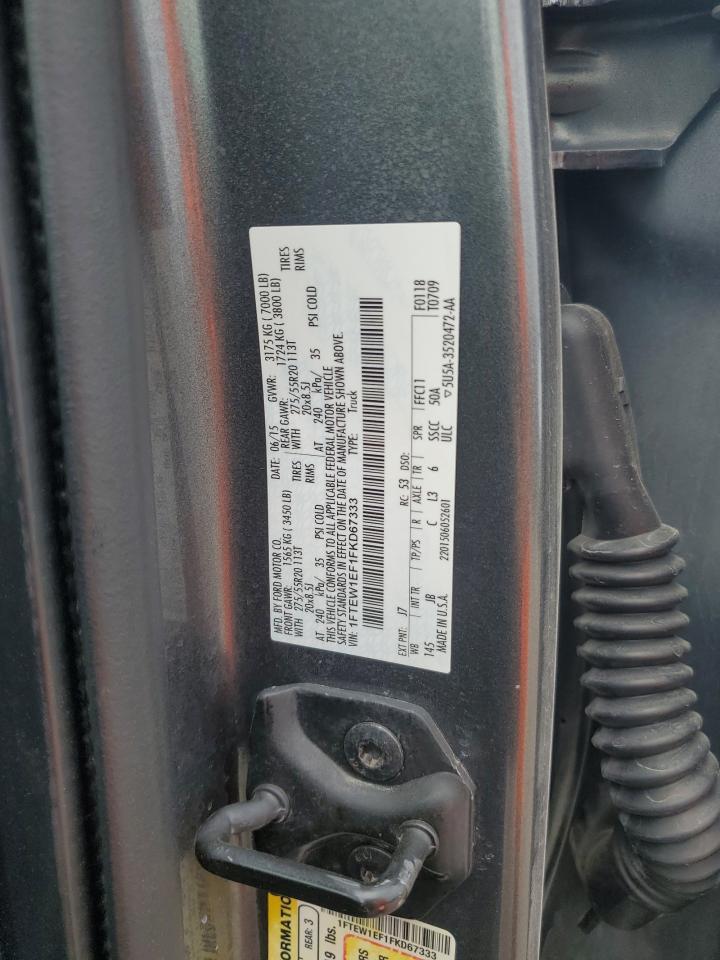 MFD. BY FORD MOTOR CO. DATE: 06/15 GVWR: 3175 KG ( 7000 LB)
FRONT GAWR: 1565 KG ( 3450 LB) REAR GAWR: 1724 KG ( 3800 LB)
WITH 275/55R20 113T TIRES WITH 275/55R20 113T TIRES
20x8.5J RIMS 20x8.5J RIMS
AT 240 kPa/ 35 PSI COLD AT 240 kPa/ 35 PSI COLD
THIS VEHICLE CONFORMS TO ALL APPLICABLE FEDERAL MOTOR VEHICLE
SAFETY STANDARDS IN EFFECT ON THE DATE OF MANUFACTURE SHOWN ABOVE.
VIN: 1FTEW1EF1FKD67333 TYPE: Truck
EXT PNT: J7 RC: 53 DSO: F0118
WB INT TR TP/PS R AXLE TR SPR FFC11 T0709
145 JB C L3 6 SSCC 50A
MADE IN U.S.A. 2201506052601 ULC ▽5U5A-3520472-AA
REAR: 3
9 lbs.
1FTEW1EF1FKD67333